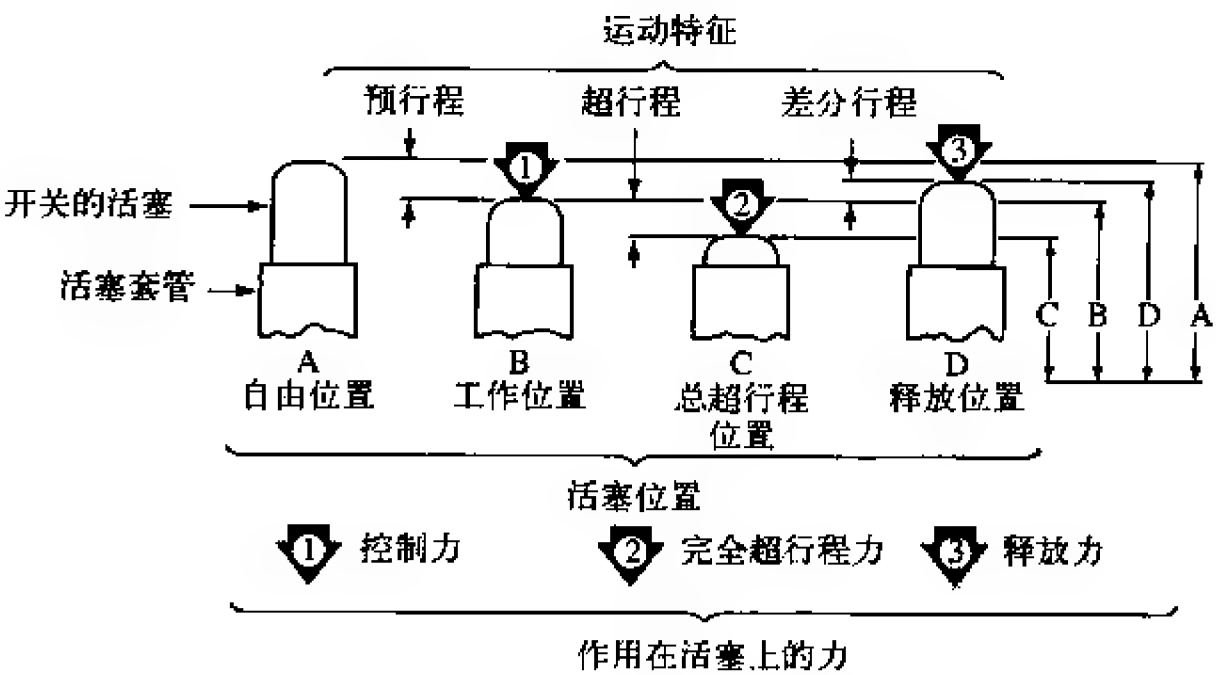 运动特征
预行程
超行程
差分行程
①
③
开关的活塞
②
活塞套管
C
B
D
A
A
自由位置
B
工作位置
C
总超行程
位置
D
释放位置
活塞位置
① 控制力
② 完全超行程力
③ 释放力
作用在活塞上的力